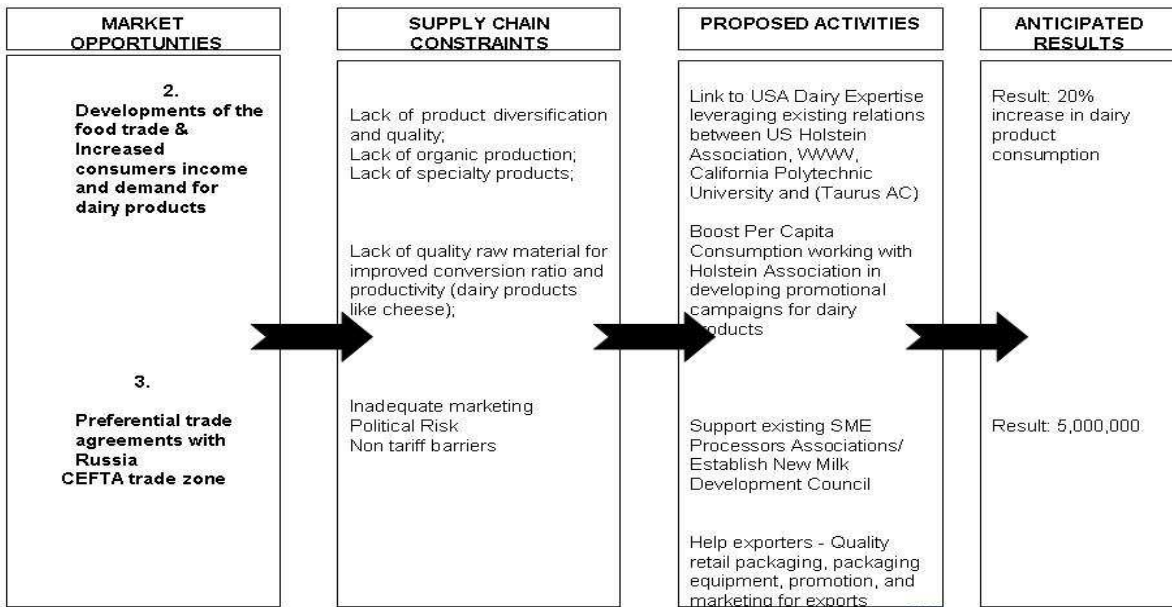 MARKET
OPPORTUNTIES
2.
Developments of the
food trade &
Increased
consumers income
and demand for
dairy products
3.
Preferential trade
agreements with
Russia
CEFTA trade zone
SUPPLY CHAIN
CONSTRAINTS
Lack of product diversification
and quality;
Lack of organic production;
Lack of specialty products;
Lack of quality raw material for
improved conversion ratio and
productivity (dairy products
like cheese);
Inadequate marketing
Political Risk
Non tariff barriers
PROPOSED ACTIVITIES
Link to USA Dairy Expertise
leveraging existing relations
between US Holstein
Association, WWW,
California Polytechnic
University and (Taurus AC)
Boost Per Capita
Consumption working with
Holstein Association in
developing promotional
campaigns for dairy
products
Support existing SME
Processors Associations/
Establish New Milk
Development Council
Help exporters - Quality
retail packaging, packaging
equipment, promotion, and
marketing for exports
ANTICIPATED
RESULTS
Result: 20%
increase in dairy
product
consumption
Result: 5,000,000